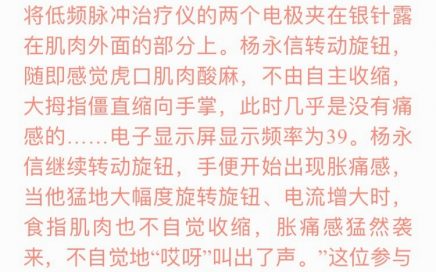 将低频脉冲治疗仪的两个电极夹在银针露
在肌肉外面的部分上。杨永信转动旋钮，
随即感觉虎口肌肉酸麻，不由自主收缩，
大拇指僵直缩向手掌，此时几乎是没有痛
感的……电子显示屏显示频率为39。杨永
信继续转动旋钮，手便开始出现胀痛感，
当他猛地大幅度旋转旋钮、电流增大时，
食指肌肉也不自觉收缩，胀痛感猛然袭
来，不自觉地“哎呀”叫出了声。”这位参与